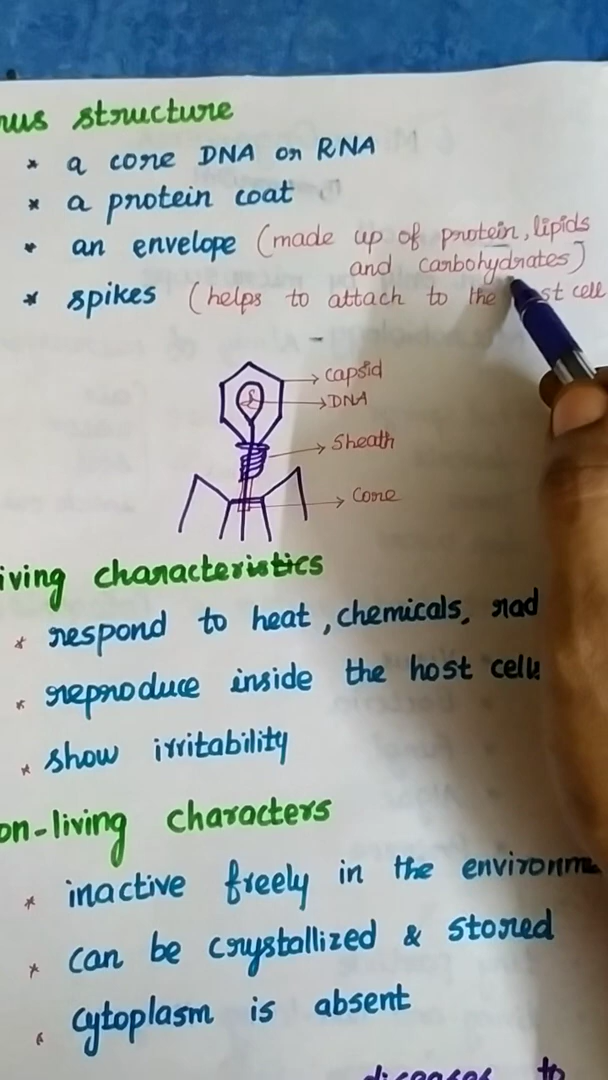 rus structure
* a core DNA or RNA
* a protein coat
* an envelope (made up of protein, lipids
and carbohydrates)
* spikes (helps to attach to the st cell
capsid
DNA
Sheath
Core
iving characteristics
* respond to heat, chemicals, rad
* reproduce inside the host cell
* show irritability
on-living characters
* inactive freely in the environm
* can be crystallized & stored
* cytoplasm is absent
diseases to